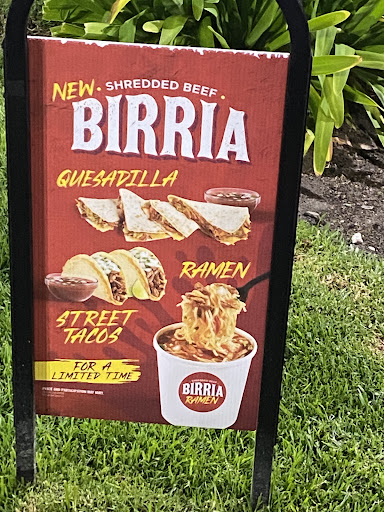 NEW • SHREDDED BEEF •
BIRRIA
QUESADILLA
RAMEN
STREET
TACOS
FOR A
LIMITED TIME
BIRRIA
RAMEN